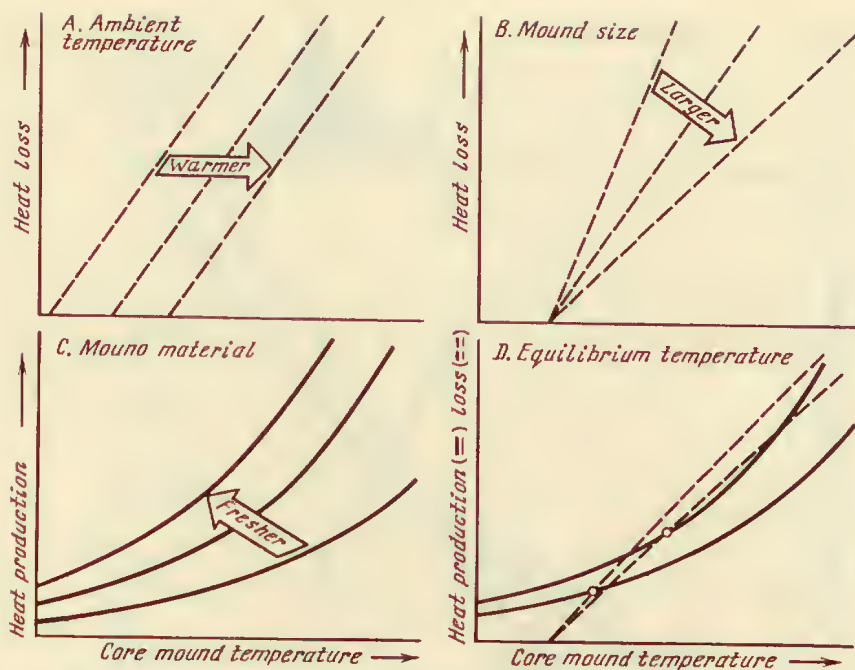 A. Ambient
temperature
Heat loss
Warmer
B. Mound size
Heat loss
Larger
C. Mouno material
Heat production
Fresher
Core mound temperature
D. Equilibrium temperature
Heat production (=) loss (==)
Core mound temperature